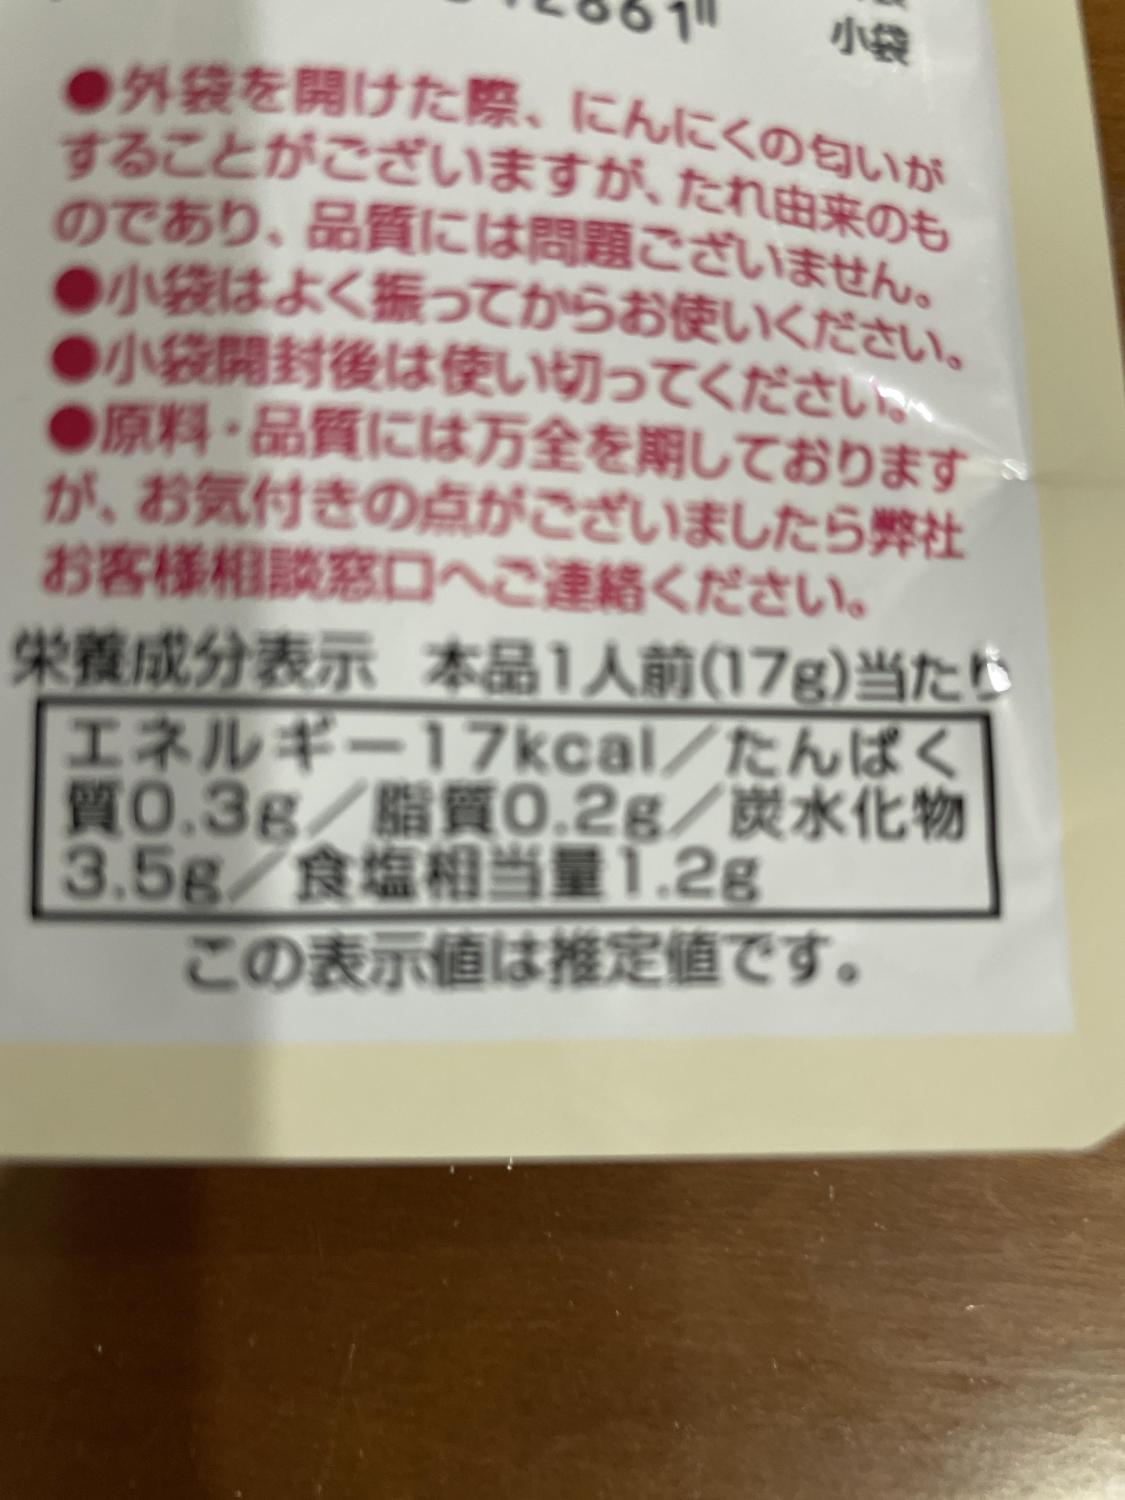 小袋
●外袋を開けた際、にんにくの匂いが
することがございますが、たれ由来のも
のであり、品質には問題ございません。
●小袋はよく振ってからお使いください。
●小袋開封後は使い切ってください。
●原料・品質には万全を期しております
が、お気付きの点がございましたら弊社
お客様相談窓口へご連絡ください。
栄養成分表示 本品1人前(17g)当たり
エネルギー17kcal／たんぱく
質0.3g／脂質0.2g／炭水化物
3.5g／食塩相当量1.2g
この表示値は推定値です。